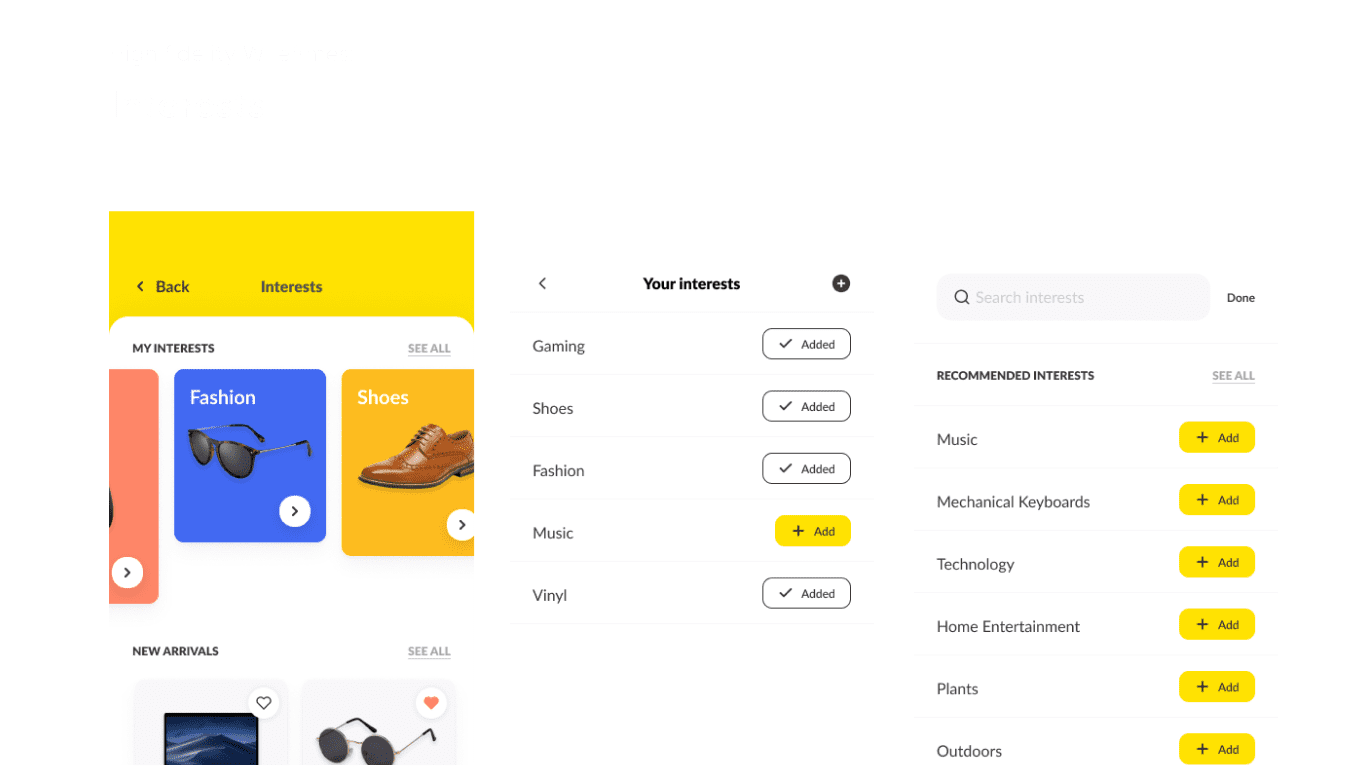 Back Interests
MY INTERESTS SEE ALL
Fashion
Shoes
NEW ARRIVALS SEE ALL
Your interests
Gaming Added
Shoes Added
Fashion Added
Music Add
Vinyl Added
Search interests Done
RECOMMENDED INTERESTS SEE ALL
Music Add
Mechanical Keyboards Add
Technology Add
Home Entertainment Add
Plants Add
Outdoors Add